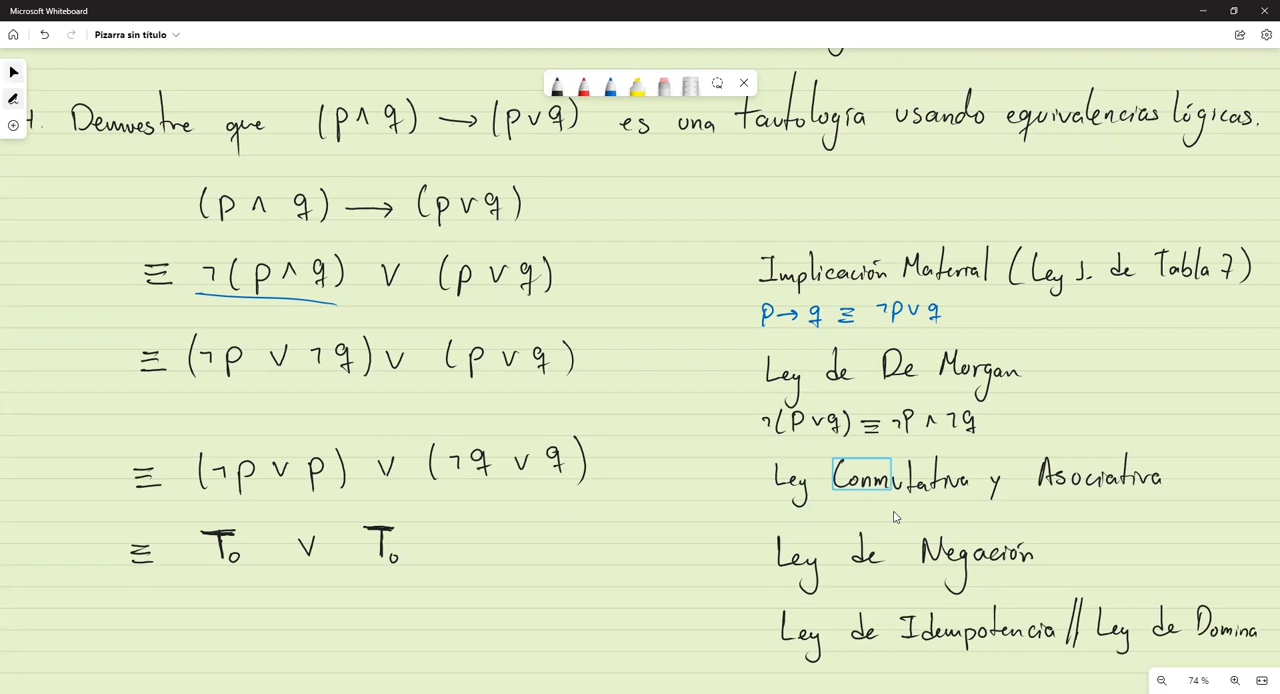 Microsoft Whiteboard
Pizarra sin título
1. Demuestre que (p ∧ q) → (p ∨ q) es una tautología usando equivalencias lógicas.
(p ∧ q) → (p ∨ q)
≡ ¬(p ∧ q) ∨ (p ∨ q) Implicación Material (Ley 1. de Tabla 7)
p → q ≡ ¬p ∨ q
≡ (¬p ∨ ¬q) ∨ (p ∨ q) Ley de De Morgan
¬(p ∨ q) ≡ ¬p ∧ ¬q
≡ (¬p ∨ p) ∨ (¬q ∨ q) Ley Conmutativa y Asociativa
≡ T₀ ∨ T₀ Ley de Negación
Ley de Idempotencia // Ley de Domina
74 %